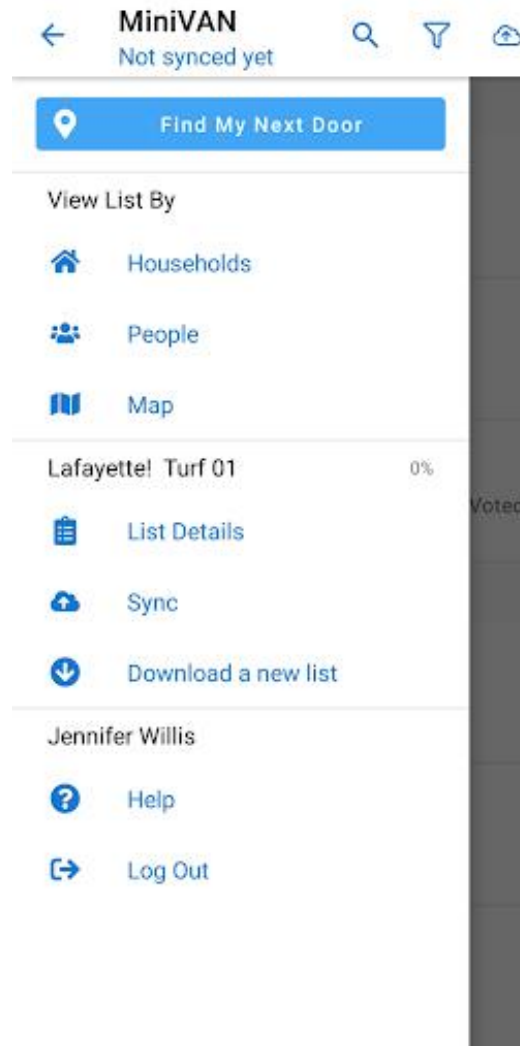 MiniVAN
Not synced yet
Find My Next Door
View List By
Households
People
Map
Lafayette! Turf 01 0%
Voted
List Details
Sync
Download a new list
Jennifer Willis
Help
Log Out